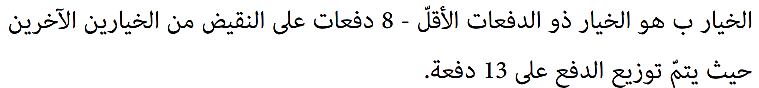 الخيار ب هو الخيار ذو الدفعات الأقلّ - 8 دفعات على النقيض من الخيارين الآخرين
حيث يتمّ توزيع الدفع على 13 دفعة.